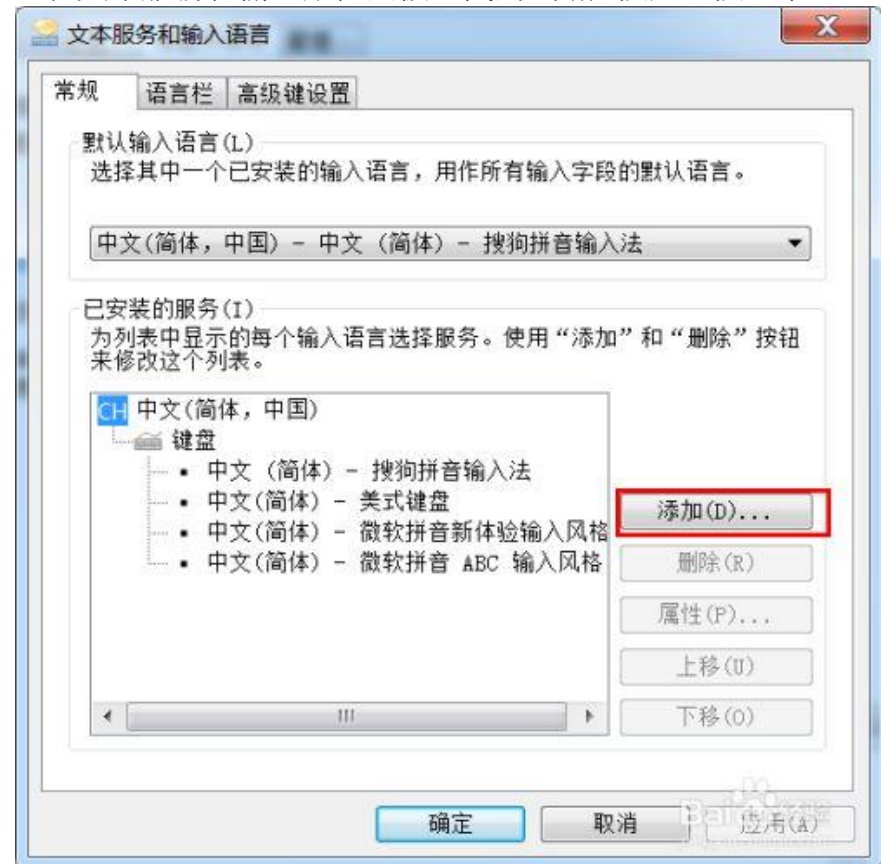 文本服务和输入语言
常规
语言栏
高级键设置
默认输入语言(L)
选择其中一个已安装的输入语言，用作所有输入字段的默认语言。
中文(简体，中国) - 中文 (简体) - 搜狗拼音输入法
已安装的服务(I)
为列表中显示的每个输入语言选择服务。使用“添加”和“删除”按钮
来修改这个列表。
CH 中文(简体，中国)
键盘
中文 (简体) - 搜狗拼音输入法
中文(简体) - 美式键盘
中文(简体) - 微软拼音新体验输入风格
中文(简体) - 微软拼音 ABC 输入风格
添加(D)...
删除(R)
属性(P)...
上移(U)
下移(O)
确定
取消
应用(A)